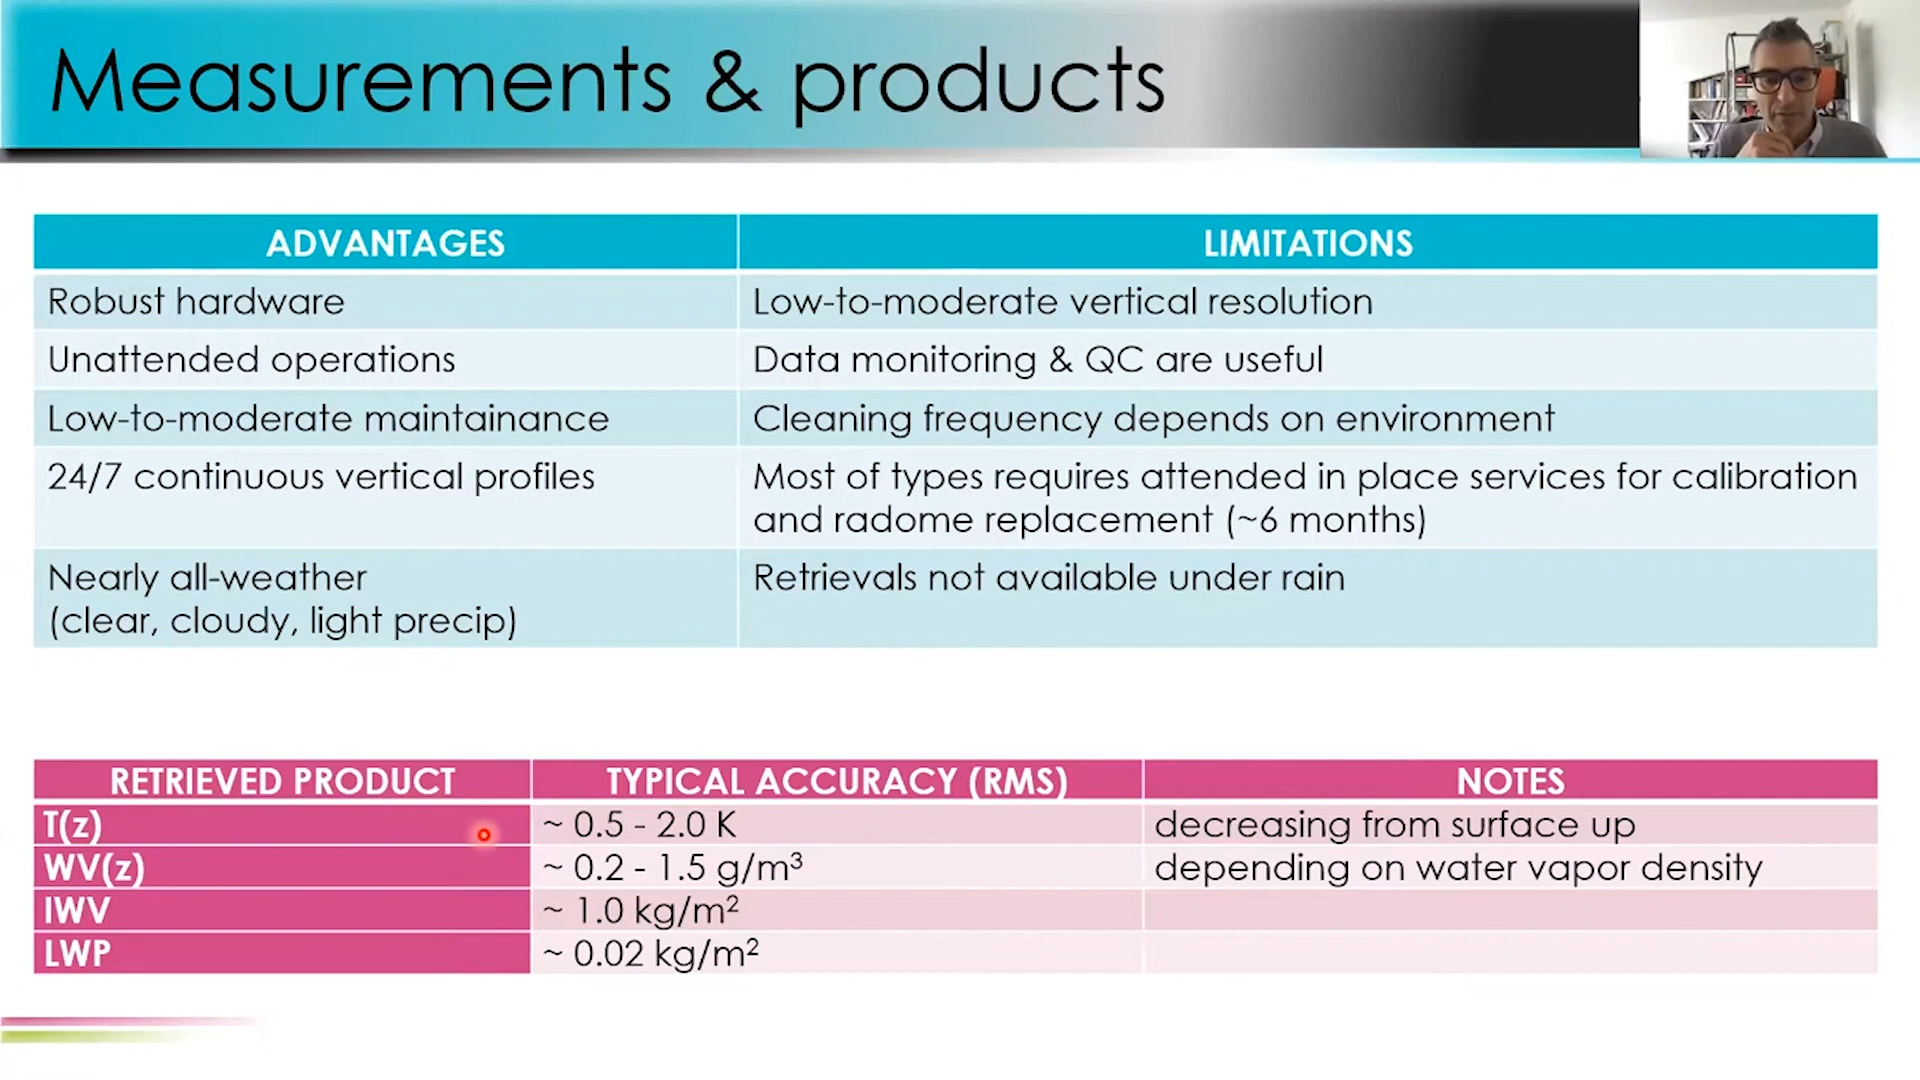 Measurements & products
ADVANTAGES
LIMITATIONS
Robust hardware
Low-to-moderate vertical resolution
Unattended operations
Data monitoring & QC are useful
Low-to-moderate maintainance
Cleaning frequency depends on environment
24/7 continuous vertical profiles
Most of types requires attended in place services for calibration
and radome replacement (~6 months)
Nearly all-weather
(clear, cloudy, light precip)
Retrievals not available under rain
RETRIEVED PRODUCT
TYPICAL ACCURACY (RMS)
NOTES
T(z)
~ 0.5 - 2.0 K
decreasing from surface up
WV(z)
~ 0.2 - 1.5 g/m³
depending on water vapor density
IWV
~ 1.0 kg/m²
LWP
~ 0.02 kg/m²